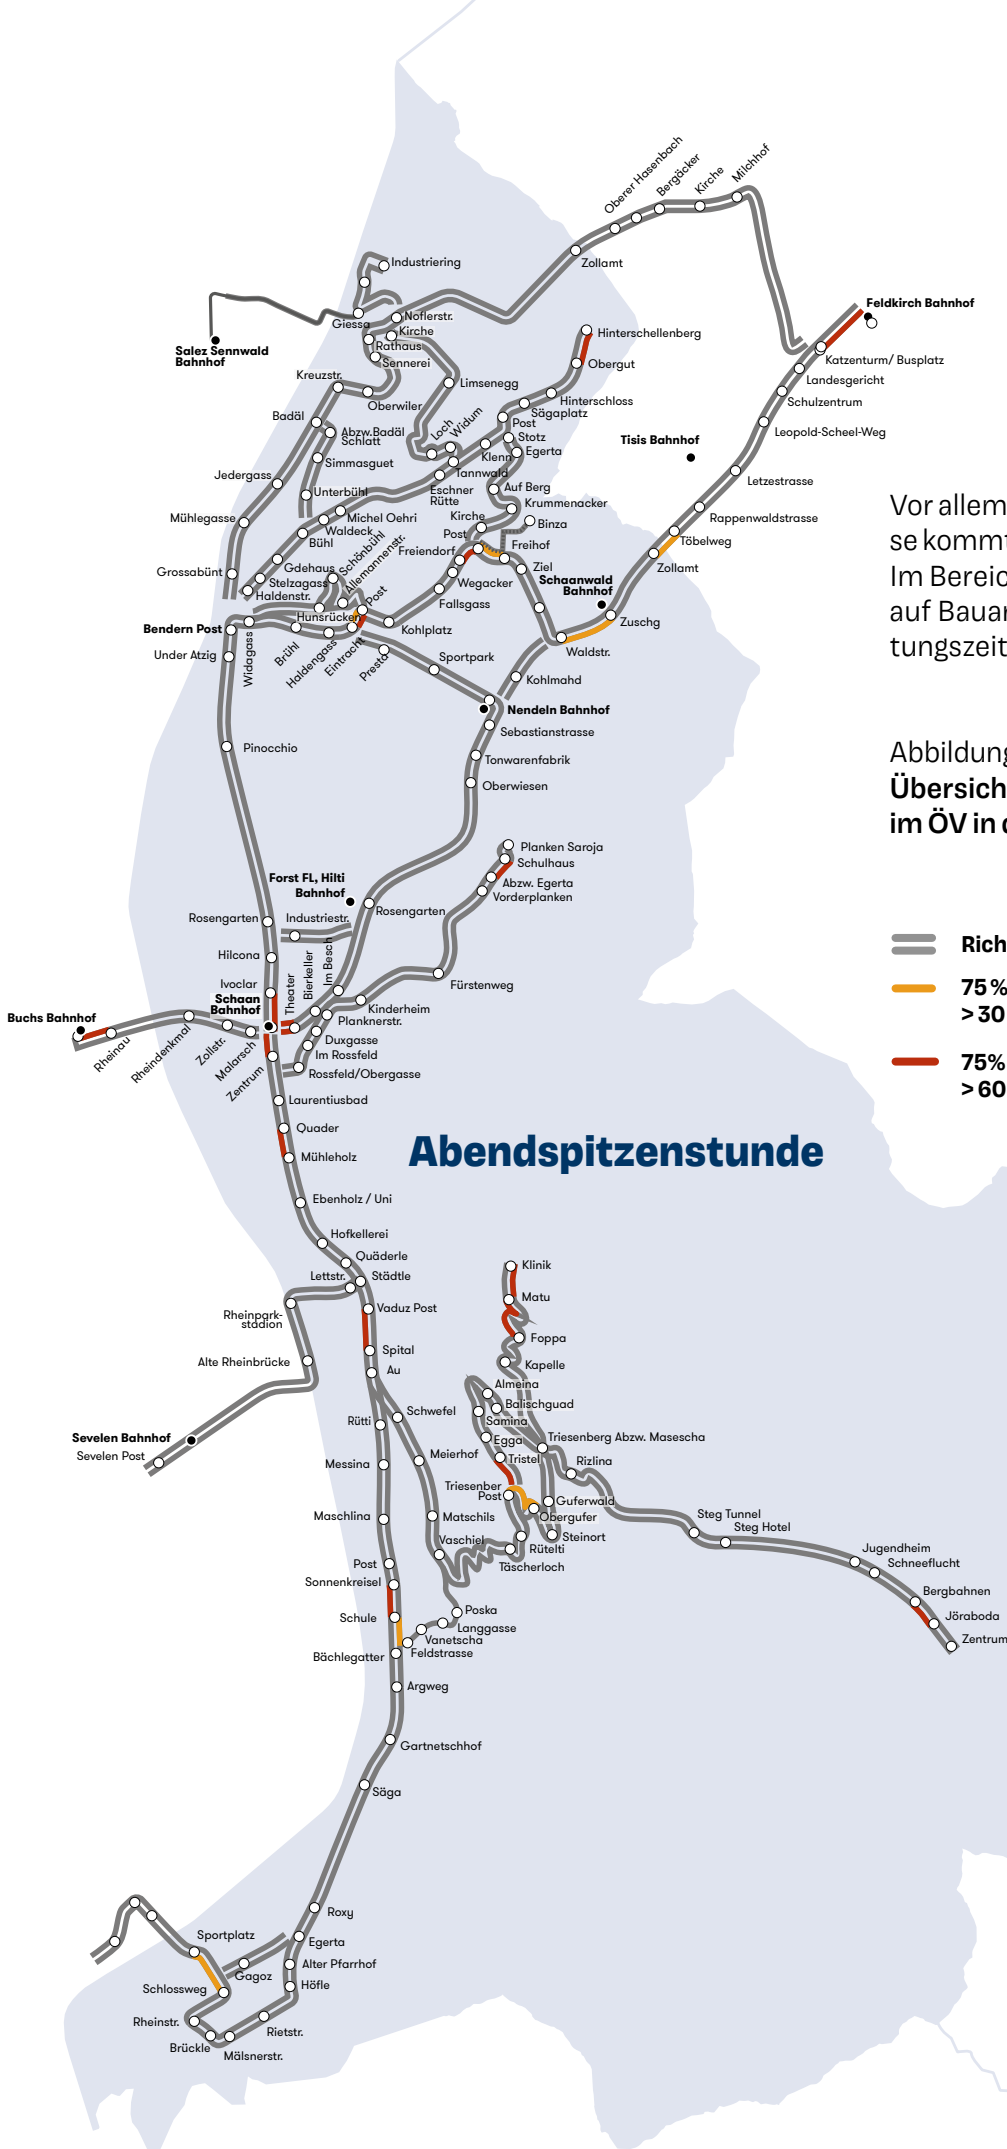 Oberer Hasenbach
Bergäcker
Kirche
Milchhof
Industriering
Zollamt
Feldkirch Bahnhof
Giessa
Noflerstr.
Kirche
Rathaus
Sennerei
Salez Sennwald
Bahnhof
Hinterschellenberg
Obergut
Katzenturm/ Busplatz
Landesgericht
Kreuzstr.
Limsenegg
Hinterschloss
Schulzentrum
Oberwiler
Sägaplatz
Badäl
Abzw.Badäl
Schlatt
Loch
Widum
Post
Stotz
Egerta
Tisis Bahnhof
Leopold-Scheel-Weg
Simmasguet
Klenn
Tannwald
Jedergass
Letzestrasse
Unterbühl
Eschner
Rütte
Auf Berg
Krummenacker
Vor allem
Mühlegasse
Michel Oehri
Waldeck
Bühl
Kirche
Post
Binza
Rappenwaldstrasse
se kommt
Schönbühl
Allemannenstr.
Freiendorf
Freihof
Töbelweg
Zollamt
Im Bereic
Grossabünt
Gdehaus
Stelzagass
Haldenstr.
Ziel
Wegacker
Fallsgass
Schaanwald
Bahnhof
auf Bauar
Bendern Post
Hunsrücken
Post
Kohlplatz
Zuschg
Waldstr.
tungszeit
Under Atzig
Widagass
Brühl
Haldengass
Eintracht
Presta
Sportpark
Kohlmahd
Nendeln Bahnhof
Sebastianstrasse
Pinocchio
Tonwarenfabrik
Oberwiesen
Abbildung
Übersich
im ÖV in d
Planken Saroja
Schulhaus
Abzw. Egerta
Vorderplanken
Forst FL, Hilti
Bahnhof
Rosengarten
Rosengarten
Industriestr.
Hilcona
Ivoclar
Theater
Bierkeller
Im Besch
Fürstenweg
Rich
75%
> 30
75%
> 60
Schaan
Bahnhof
Buchs Bahnhof
Kinderheim
Planknerstr.
Rheinau
Rheindenkmal
Zollstr.
Malarsch
Zentrum
Duxgasse
Im Rossfeld
Rossfeld/Obergasse
Laurentiusbad
Quader
Mühleholz
Abendspitzenstunde
Ebenholz / Uni
Hofkellerei
Quäderle
Lettstr.
Städtle
Klinik
Matu
Foppa
Kapelle
Rheinpark-
stadion
Vaduz Post
Spital
Au
Alte Rheinbrücke
Almeina
Balischguad
Samina
Egga
Tristel
Sevelen Bahnhof
Sevelen Post
Rütti
Schwefel
Triesenberg Abzw. Masescha
Messina
Meierhof
Rizlina
Triesenber
Post
Guferwald
Obergufer
Steinort
Maschlina
Matschils
Steg Tunnel
Steg Hotel
Vaschiel
Rütelti
Täscherloch
Jugendheim
Schneeflucht
Post
Sonnenkreisel
Bergbahnen
Jöraboda
Zentrum
Schule
Poska
Langgasse
Vanetscha
Feldstrasse
Bächlegatter
Argweg
Gartnetschhof
Säga
Roxy
Egerta
Sportplatz
Alter Pfarrhof
Gagoz
Höfle
Schlossweg
Rheinstr.
Rietstr.
Brückle
Mälsnerstr.